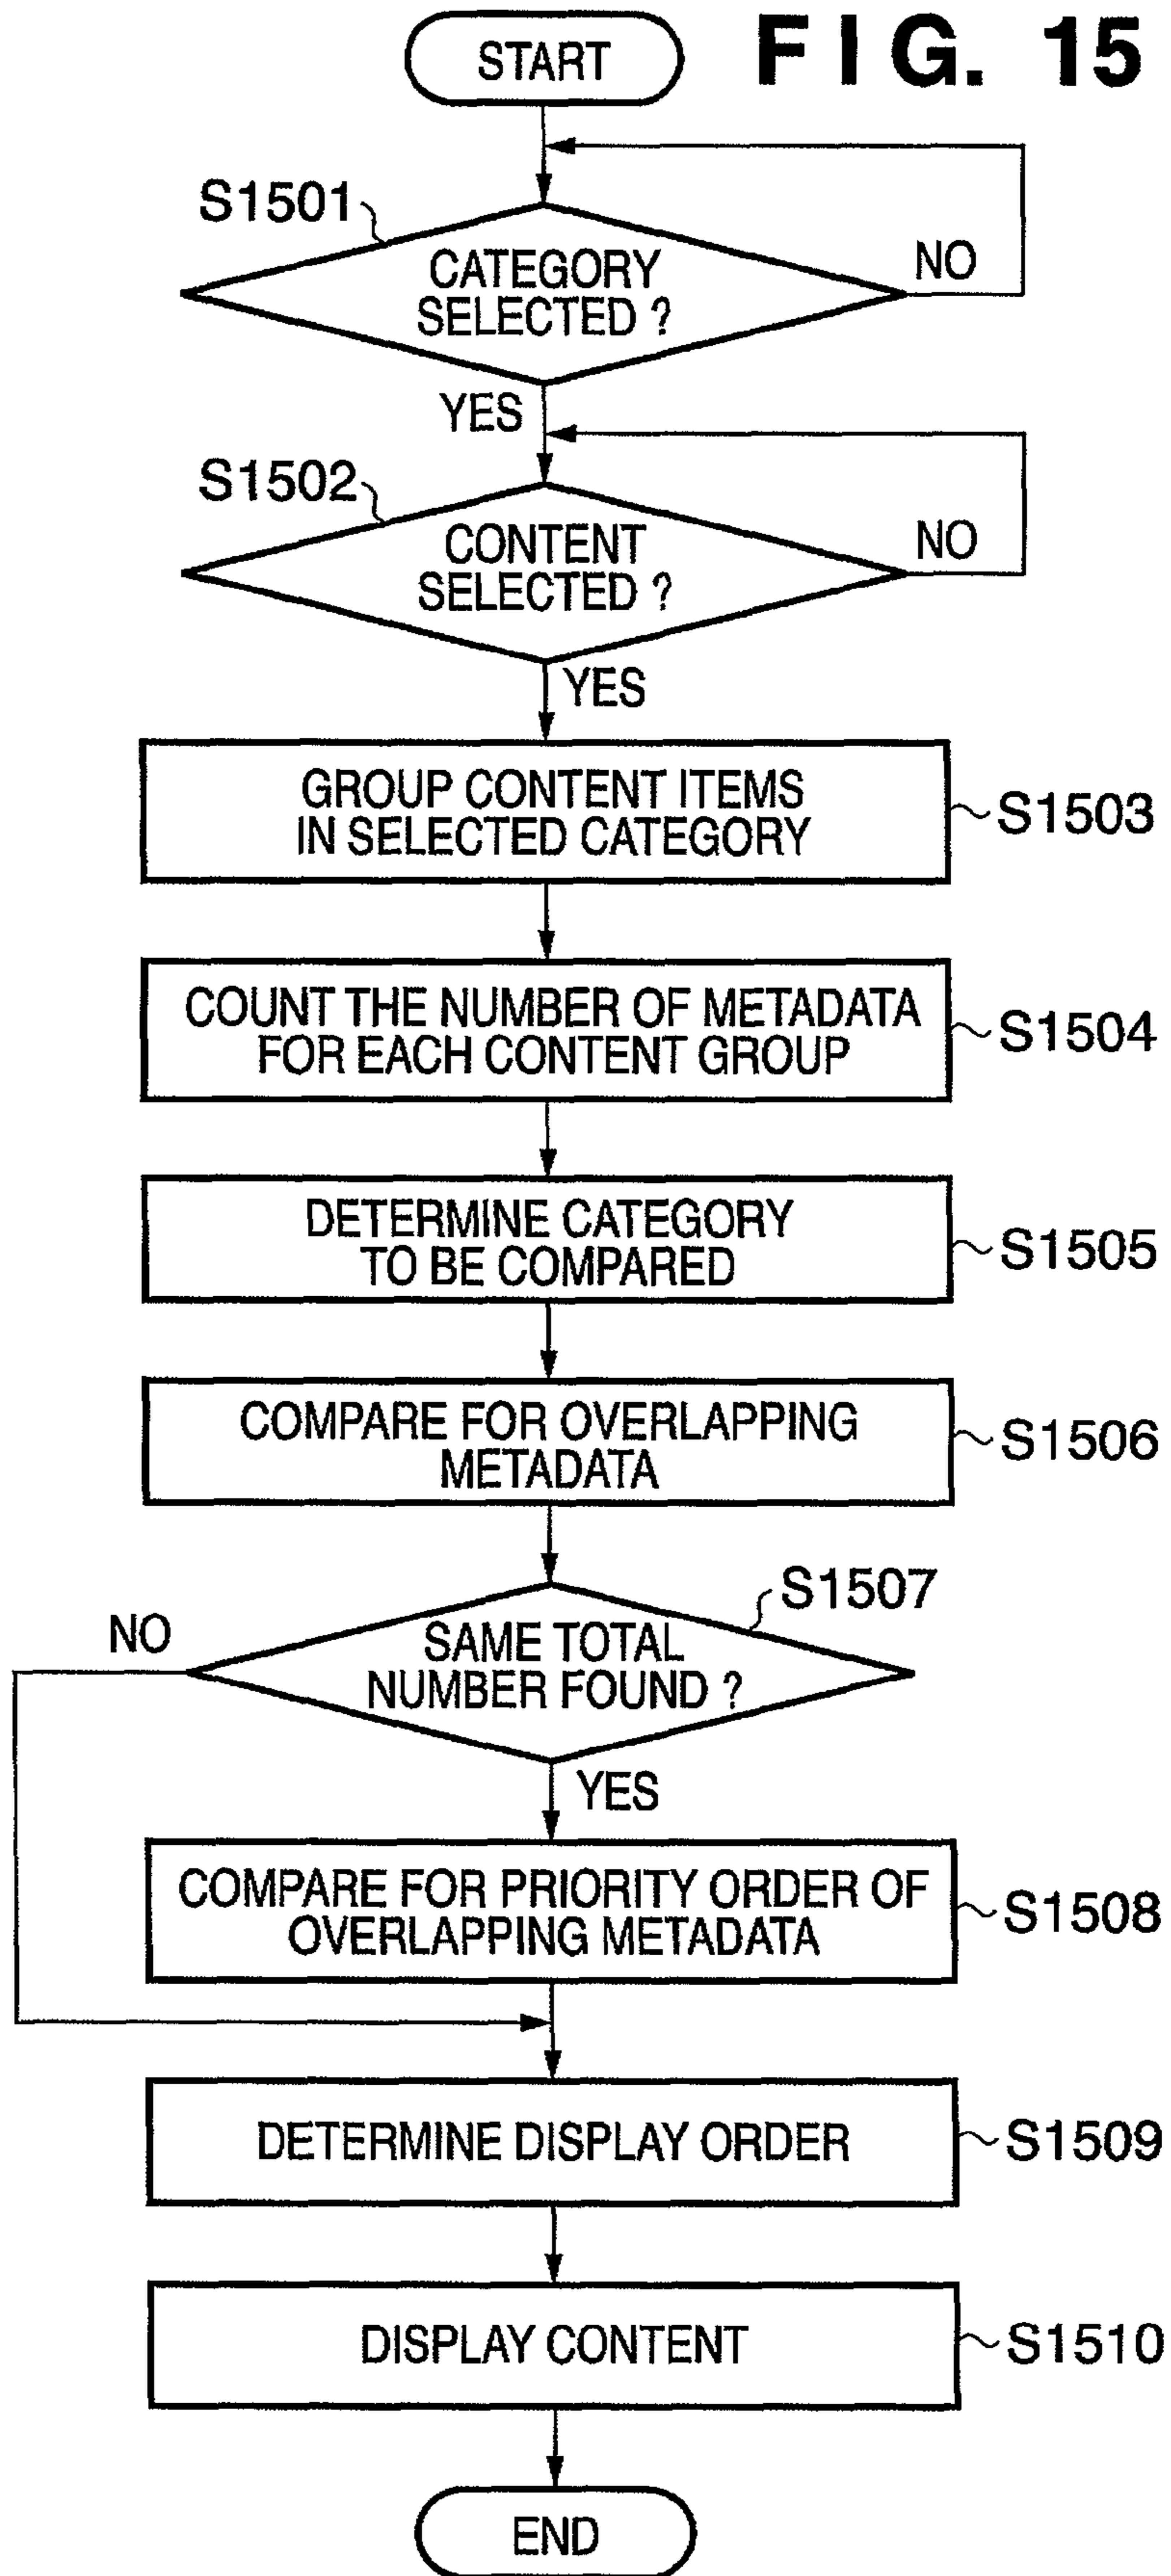 START
FIG. 15
S1501
CATEGORY
SELECTED ?
NO
YES
S1502
CONTENT
SELECTED ?
NO
YES
GROUP CONTENT ITEMS
IN SELECTED CATEGORY
S1503
COUNT THE NUMBER OF METADATA
FOR EACH CONTENT GROUP
S1504
DETERMINE CATEGORY
TO BE COMPARED
S1505
COMPARE FOR OVERLAPPING
METADATA
S1506
S1507
NO
SAME TOTAL
NUMBER FOUND ?
YES
COMPARE FOR PRIORITY ORDER OF
OVERLAPPING METADATA
S1508
DETERMINE DISPLAY ORDER
S1509
DISPLAY CONTENT
S1510
END